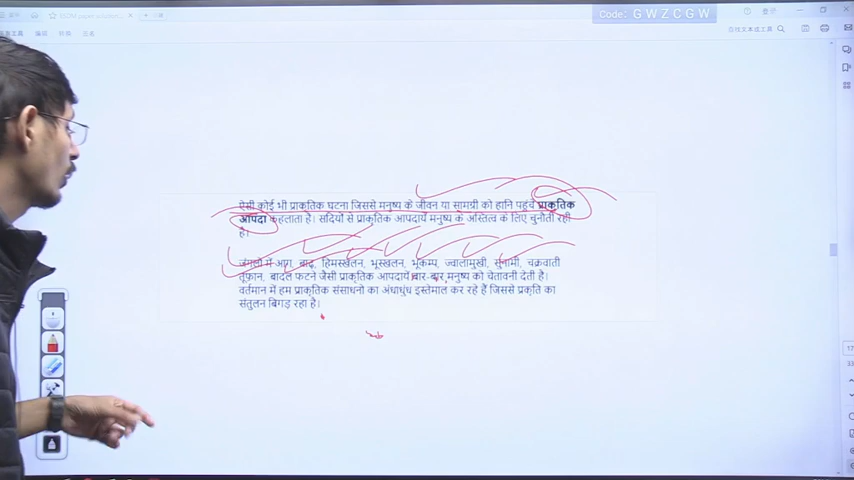 Code: G W Z C G W
ऐसी कोई भी प्राकृतिक घटना जिससे मनुष्य के जीवन या सामग्री को हानि पहुंचे प्राकृतिक
आपदा कहलाता है। सदियों से प्राकृतिक आपदायें मनुष्य के अस्तित्व के लिए चुनौती रही
है।
जंगलों में आग, बाढ़, हिमस्खलन, भूस्खलन, भूकम्प, ज्वालामुखी, सुनामी, चक्रवाती
तूफ़ान, बादल फटने जैसी प्राकृतिक आपदायें बार-बार मनुष्य को चेतावनी देती है।
वर्तमान में हम प्राकृतिक संसाधनो का अंधाधुंध इस्तेमाल कर रहे हैं जिससे प्रकृति का
संतुलन बिगड़ रहा है।